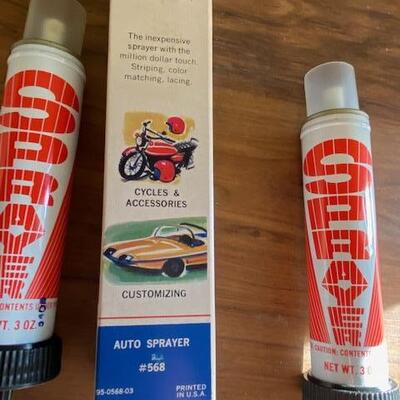 The inexpensive
sprayer with the
million dollar touch.
Striping, color
matching, lacing.
CYCLES &
ACCESSORIES
CUSTOMIZING
AUTO SPRAYER
#568
95-0568-03
PRINTED
IN U.S.A.
CONTENTS
WT. 3 OZ.
SPRAY
CAUTION: CONTENTS
NET WT. 3 O